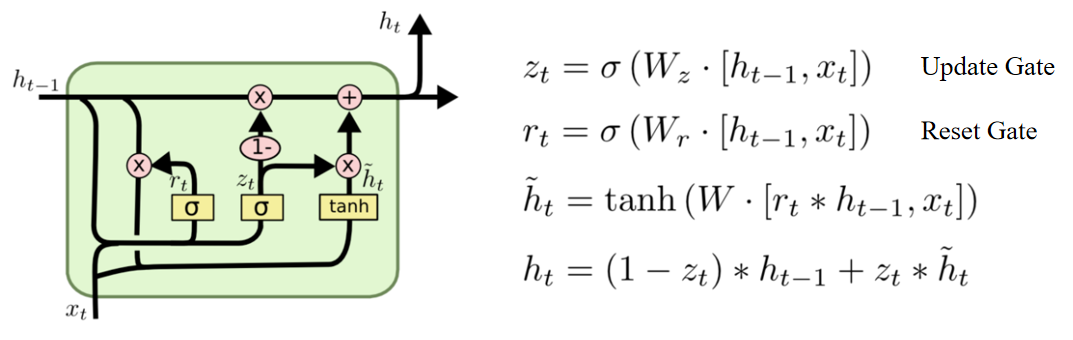 h_t
h_{t-1}
x +
1-
x r_t z_t x h̃_t
σ σ tanh
x_t
z_t = σ (W_z · [h_{t-1}, x_t]) Update Gate
r_t = σ (W_r · [h_{t-1}, x_t]) Reset Gate
h̃_t = tanh (W · [r_t * h_{t-1}, x_t])
h_t = (1 − z_t) * h_{t-1} + z_t * h̃_t